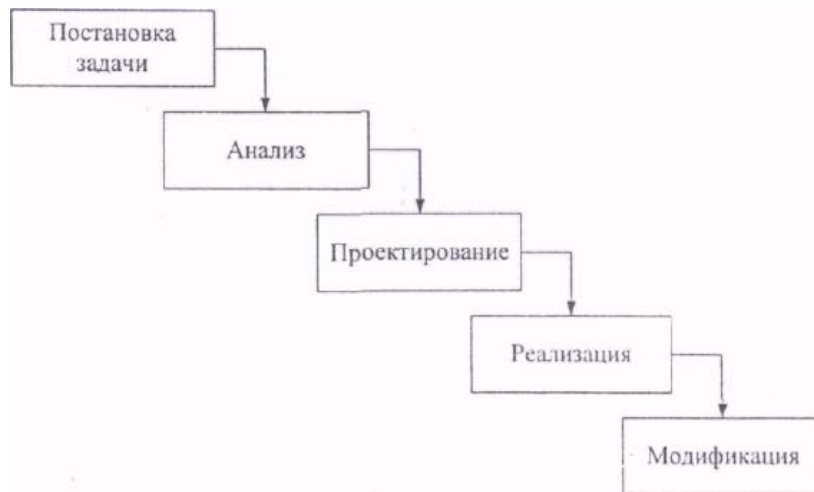 Постановка
задачи
Анализ
Проектирование
Реализация
Модификация